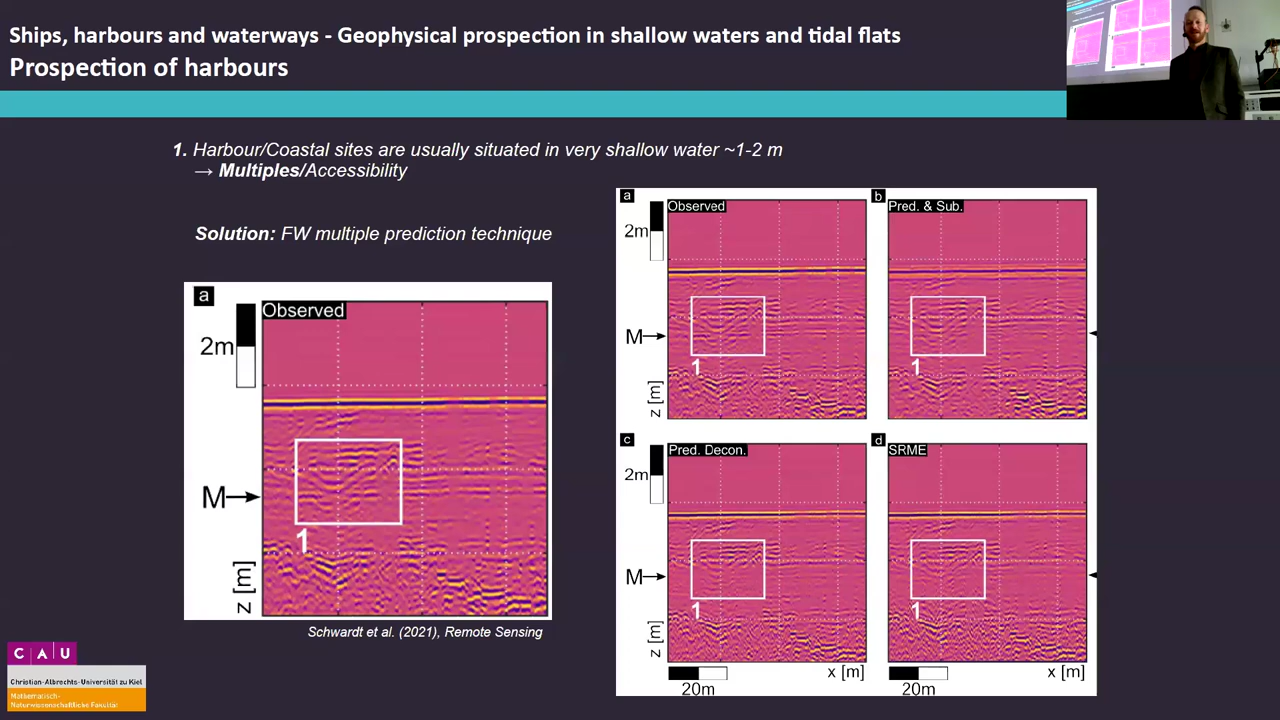 Ships, harbours and waterways - Geophysical prospection in shallow waters and tidal flats
Prospection of harbours
1. Harbour/Coastal sites are usually situated in very shallow water ~1-2 m
→ Multiples/Accessibility
Solution: FW multiple prediction technique
a
Observed
2m
M→
1
z [m]
Schwardt et al. (2021), Remote Sensing
a
Observed
2m
M→
1
z [m]
b
Pred. & Sub.
1
c
Pred. Decon.
2m
M→
1
z [m]
20m
x [m]
d
SRME
1
20m
x [m]
CAU
Christian-Albrechts-Universität zu Kiel
Mathematisch-
Naturwissenschaftliche Fakultät